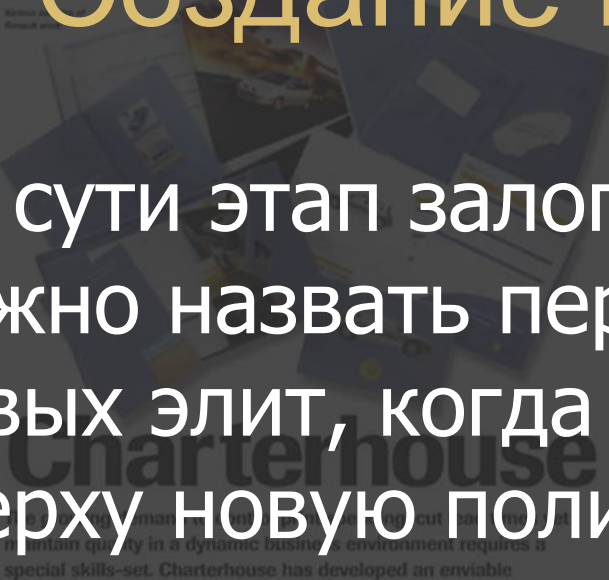 Создание
сути этап залог
жно назвать пер
вых элит, когда
ерху новую поли
Charterhouse
maintain quality in a dynamic business environment requires a
special skills-set. Charterhouse has developed an enviable